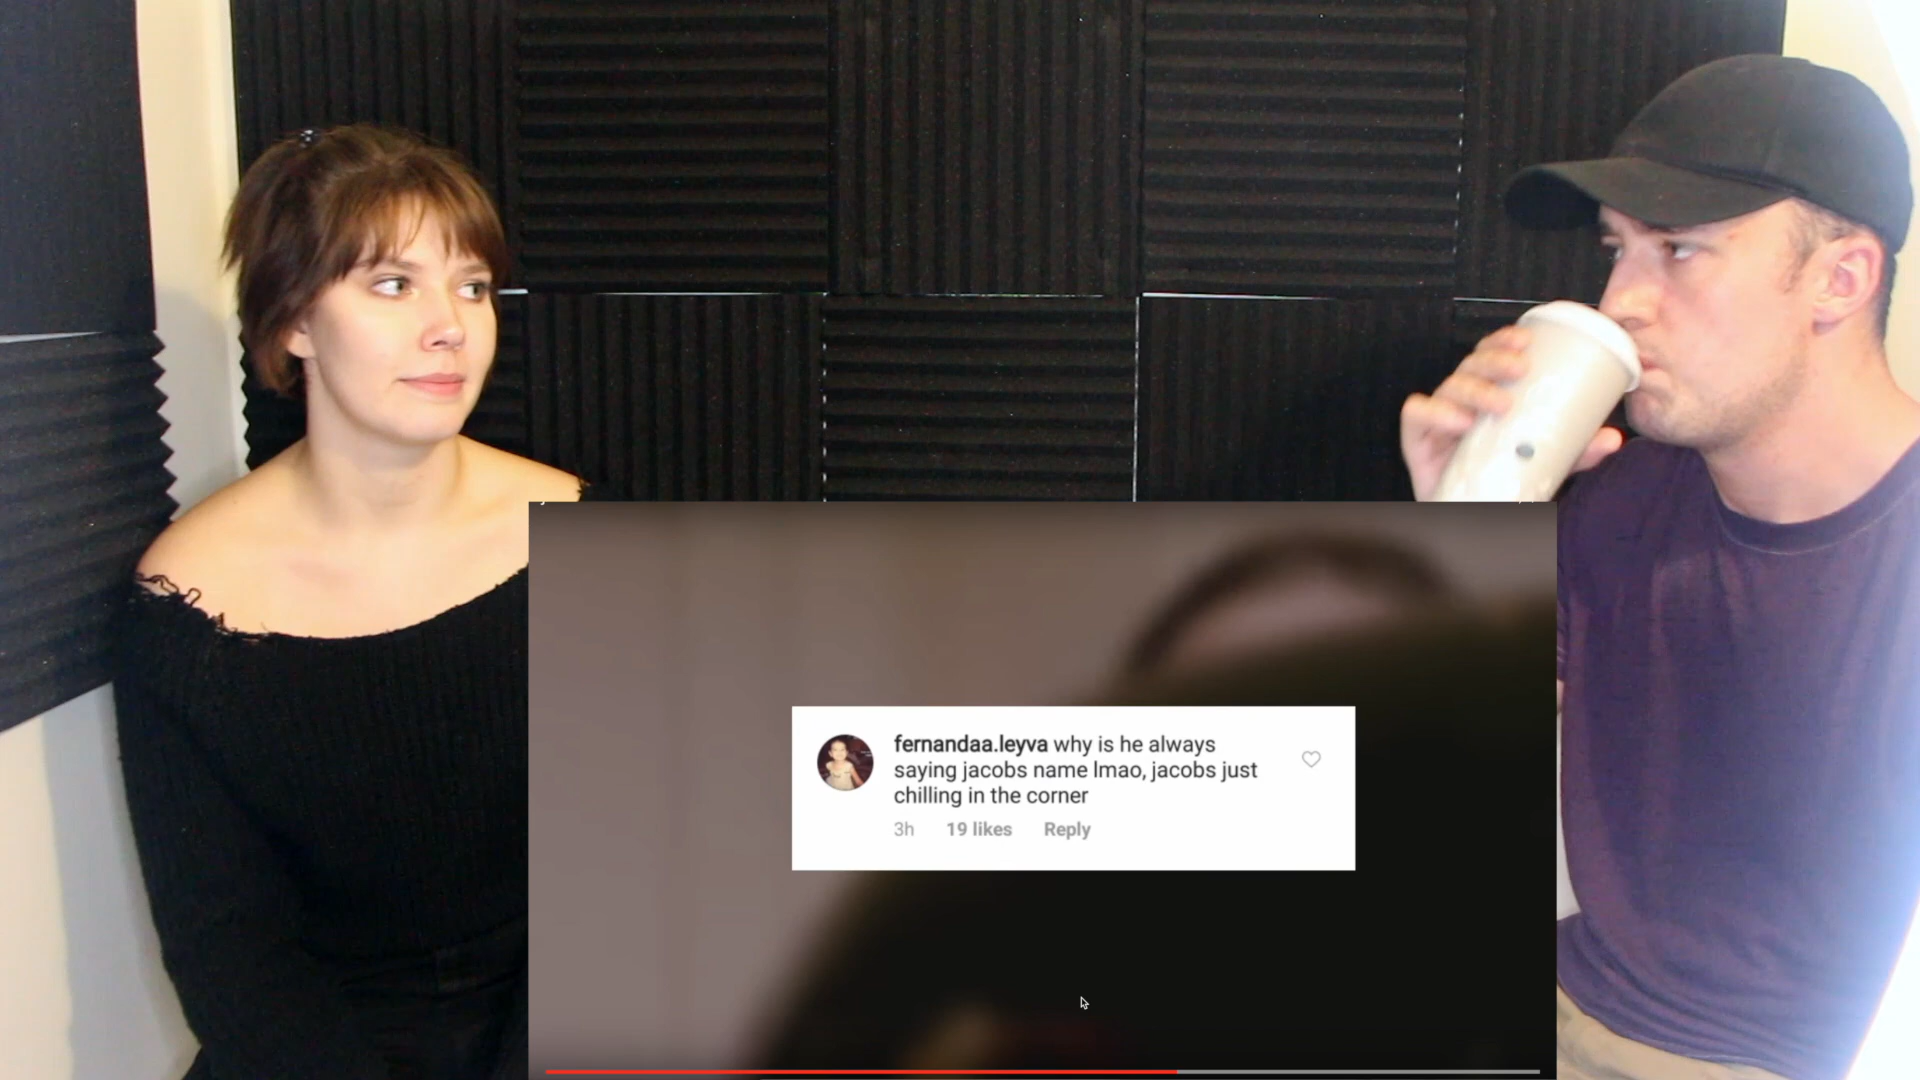 fernandaa.leyva why is he always
saying jacobs name lmao, jacobs just
chilling in the corner
3h 19 likes Reply